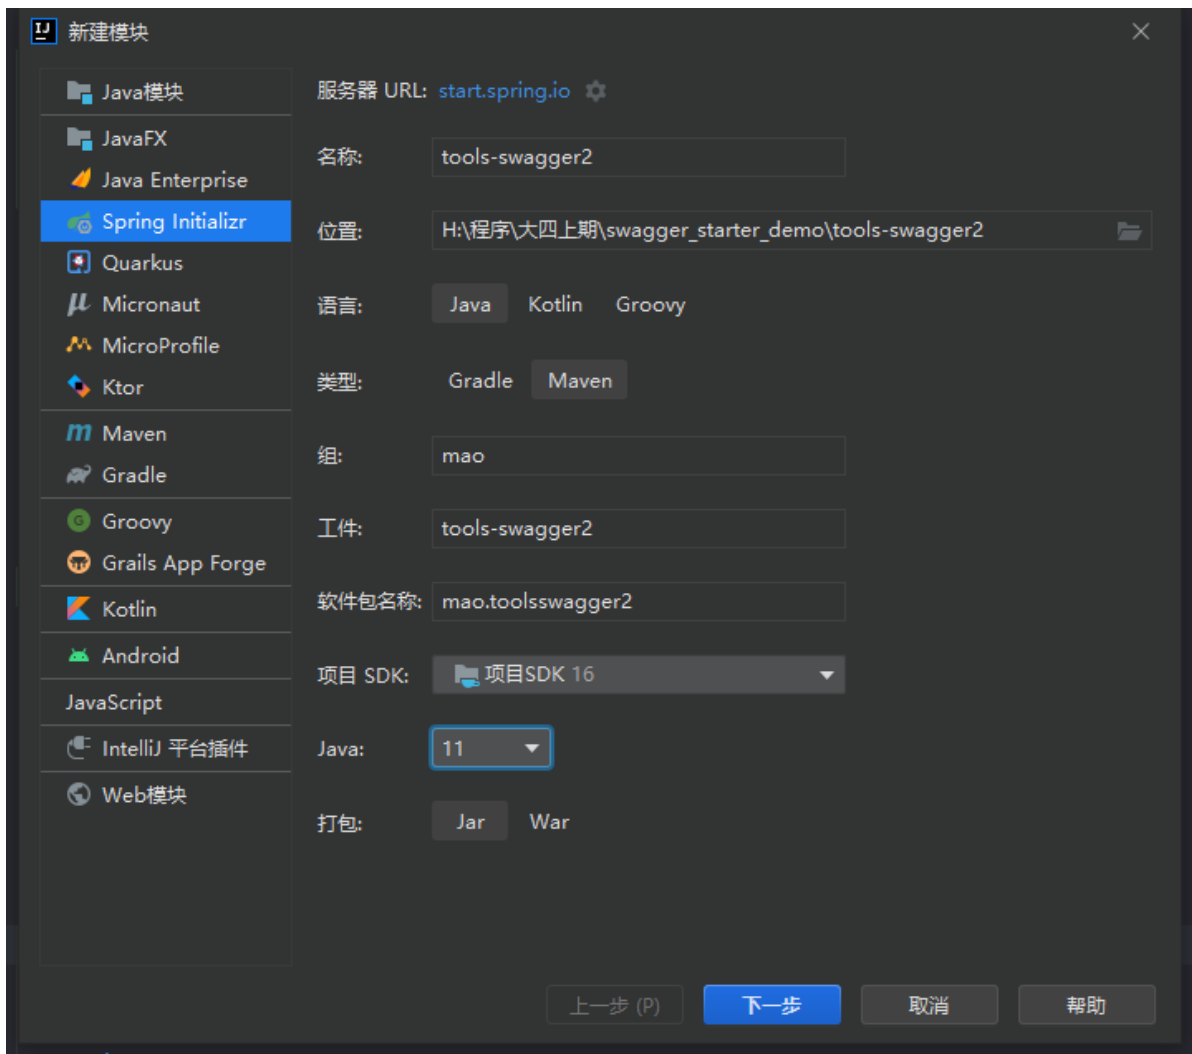 新建模块
Java模块
JavaFX
Java Enterprise
Spring Initializr
Quarkus
Micronaut
MicroProfile
Ktor
Maven
Gradle
Groovy
Grails App Forge
Kotlin
Android
JavaScript
IntelliJ 平台插件
Web模块
服务器 URL: start.spring.io
名称: tools-swagger2
位置: H:\程序\大四上期\swagger_starter_demo\tools-swagger2
语言: Java Kotlin Groovy
类型: Gradle Maven
组: mao
工件: tools-swagger2
软件包名称: mao.toolsswagger2
项目 SDK: 项目SDK 16
Java: 11
打包: Jar War
上一步 (P) 下一步 取消 帮助